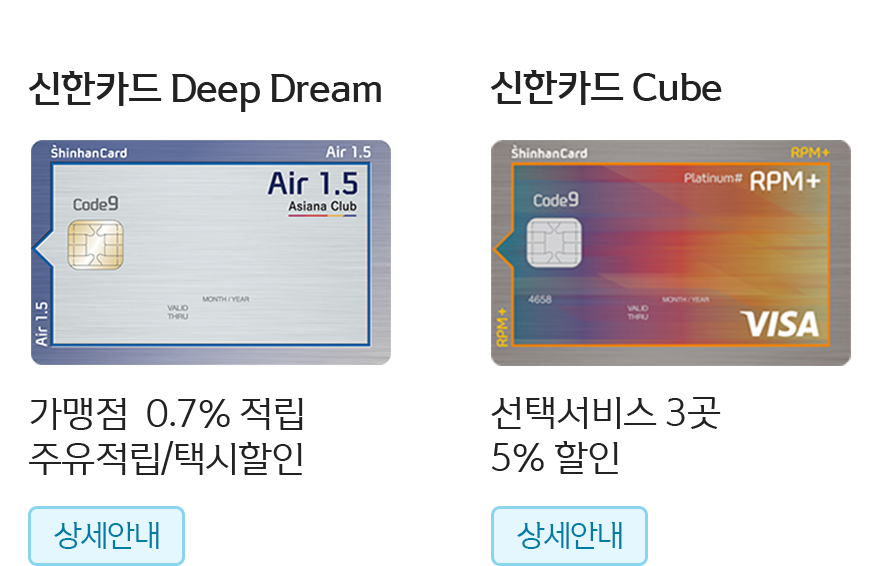 신한카드 Deep Dream
ShinhanCard
Air 1.5
Air 1.5
Asiana Club
Code9
MONTH / YEAR
VALID
THRU
Air 1.5
가맹점 0.7% 적립
주유적립/택시할인
상세안내
신한카드 Cube
ShinhanCard
RPM+
Platinum# RPM+
Code9
4658
MONTH / YEAR
VALID
THRU
VISA
RPM+
선택서비스 3곳
5% 할인
상세안내